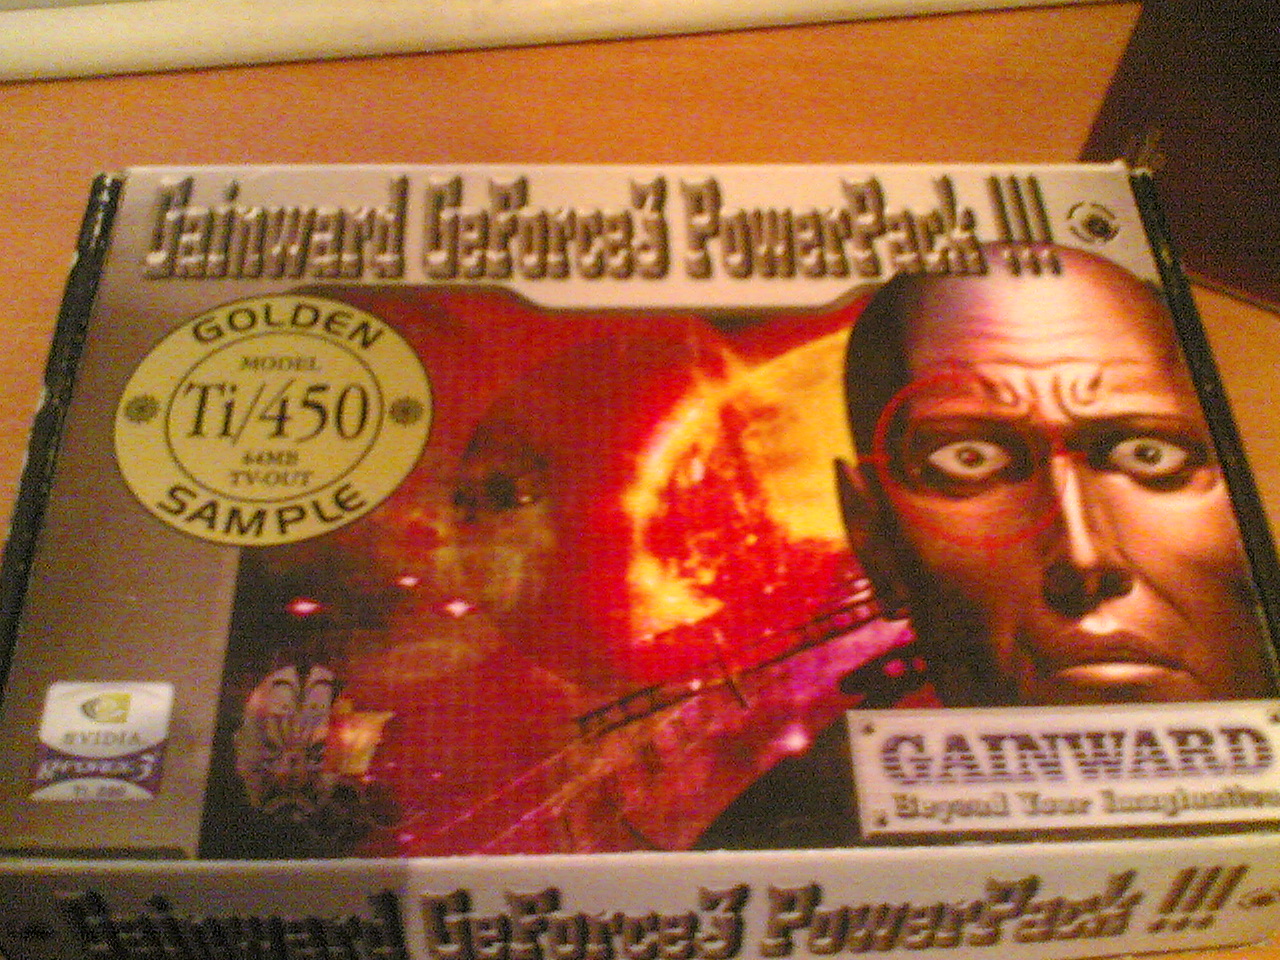 Gainward GeForce3 PowerPack !!!
GOLDEN
MODEL
Ti/450
64MB
TV-OUT
SAMPLE
NVIDIA
GEFORCE3
GAINWARD
Beyond Your Imagination
Gainward GeForce3 PowerPack !!!